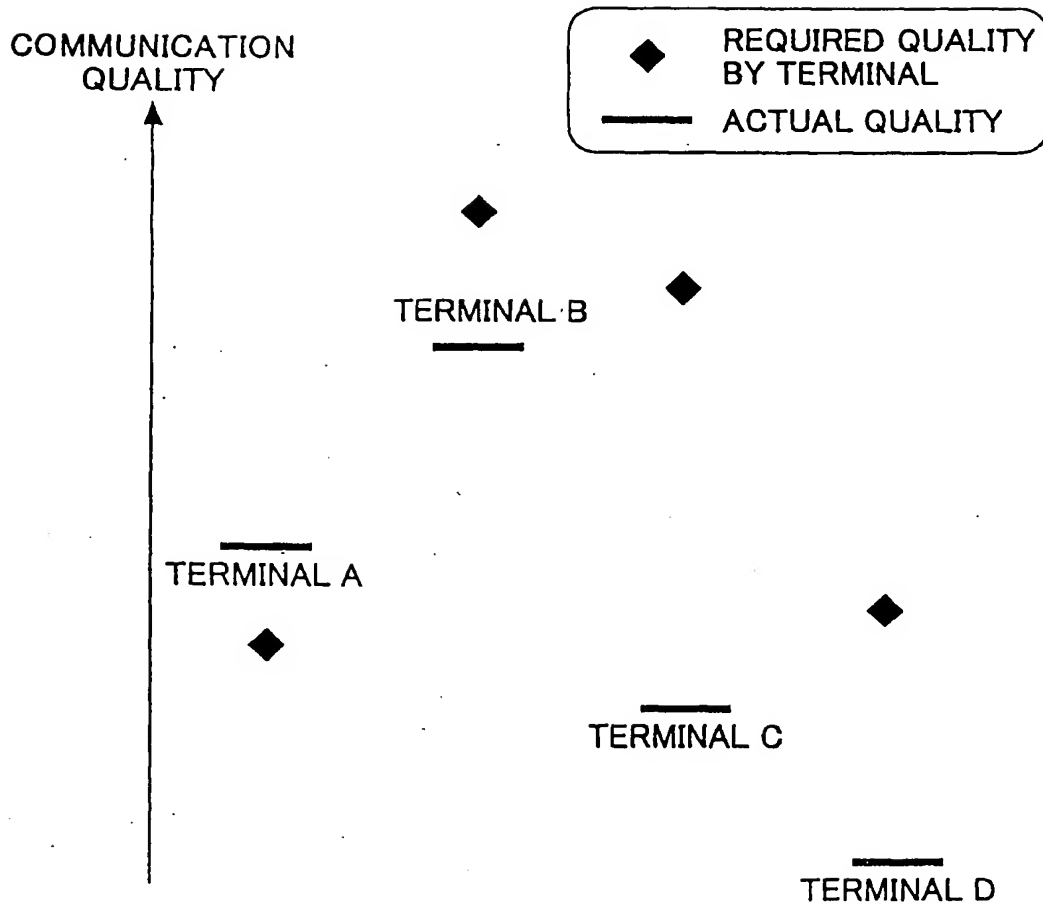 COMMUNICATION
QUALITY
REQUIRED QUALITY
BY TERMINAL
ACTUAL QUALITY
TERMINAL B
TERMINAL A
TERMINAL C
TERMINAL D